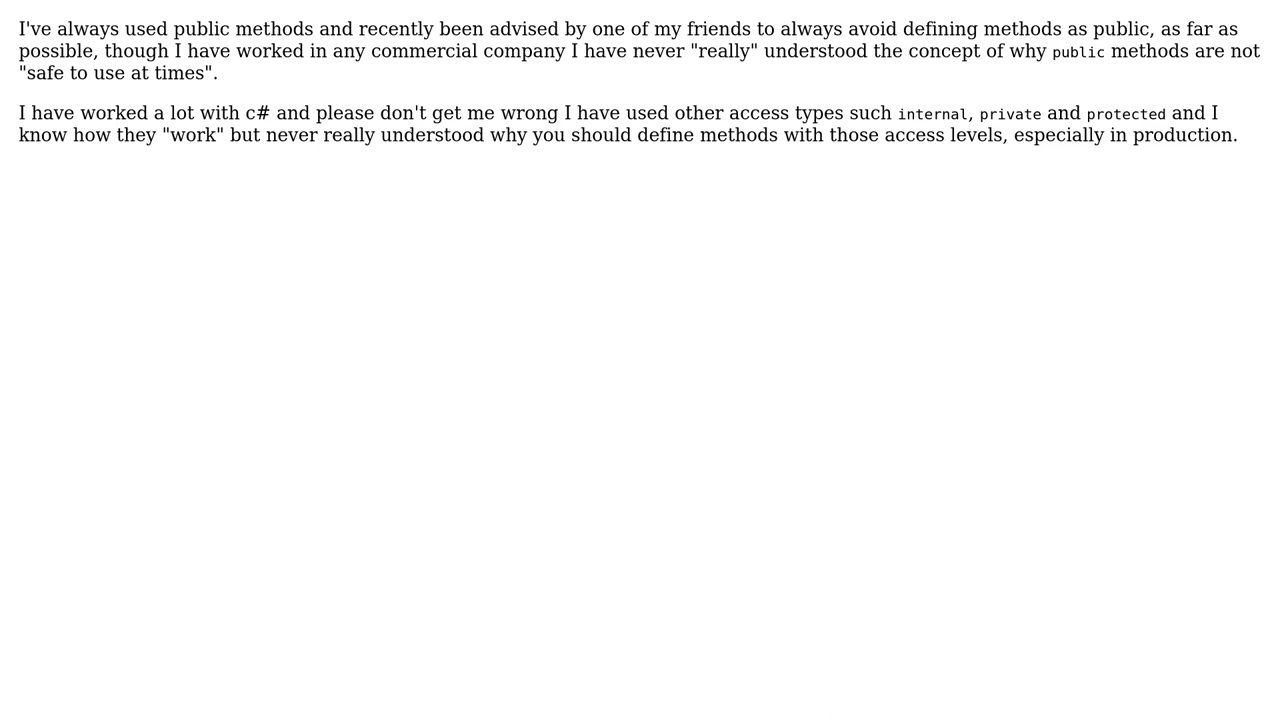 I've always used public methods and recently been advised by one of my friends to always avoid defining methods as public, as far as
possible, though I have worked in any commercial company I have never "really" understood the concept of why public methods are not
"safe to use at times".
I have worked a lot with c# and please don't get me wrong I have used other access types such internal, private and protected and I
know how they "work" but never really understood why you should define methods with those access levels, especially in production.